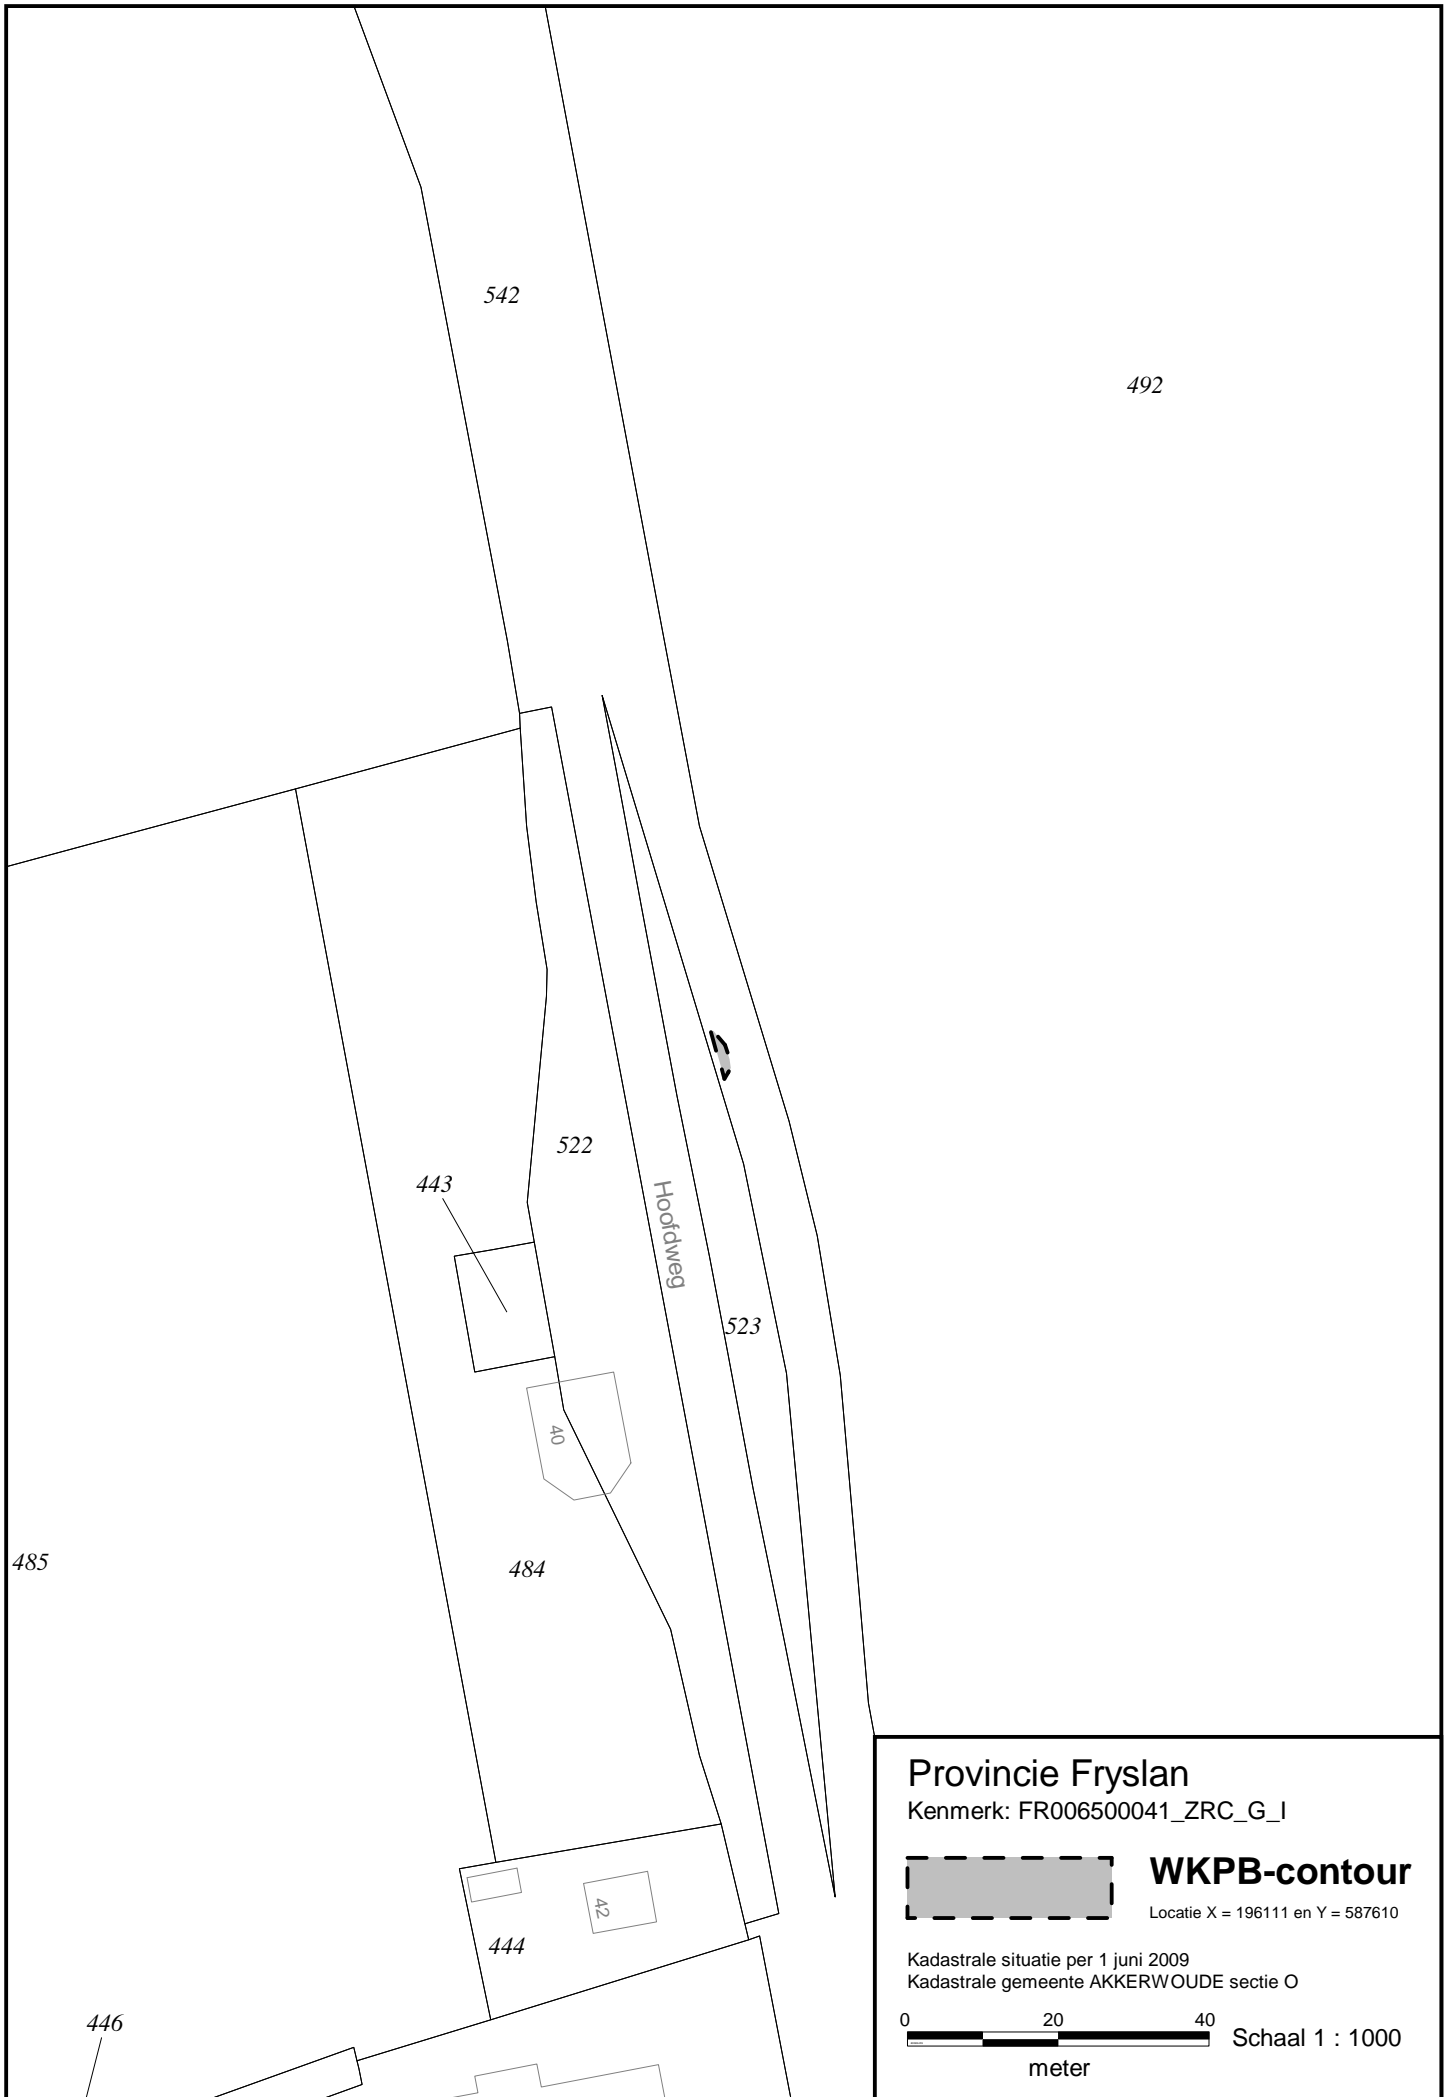 542
492
522
443
Hoofdweg
523
40
485
484
42
444
446
Provincie Fryslan
Kenmerk: FR006500041_ZRC_G_I
WKPB-contour
Locatie X = 196111 en Y = 587610
Kadastrale situatie per 1 juni 2009
Kadastrale gemeente AKKERWOUDE sectie O
0 20 40
Schaal 1 : 1000
meter